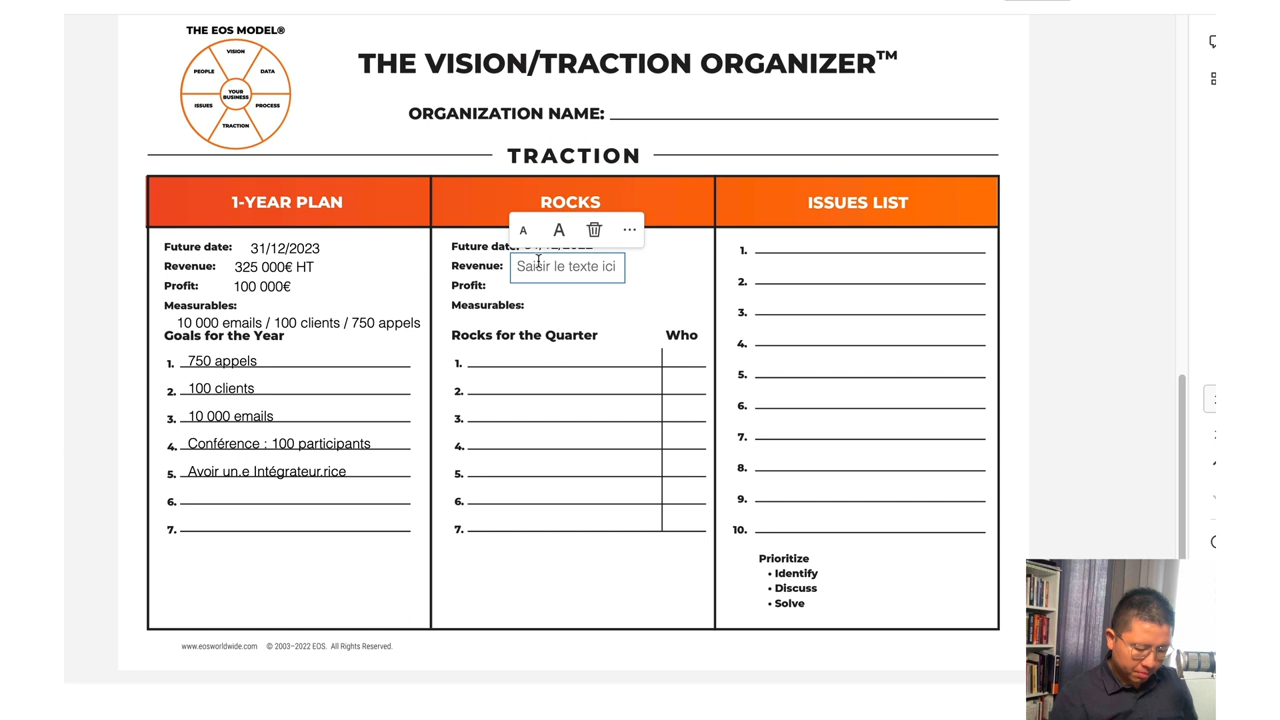 THE EOS MODEL®
VISION
PEOPLE
DATA
YOUR
BUSINESS
ISSUES
PROCESS
TRACTION
THE VISION/TRACTION ORGANIZER™
ORGANIZATION NAME:
TRACTION
1-YEAR PLAN
Future date: 31/12/2023
Revenue: 325 000€ HT
Profit: 100 000€
Measurables:
10 000 emails / 100 clients / 750 appels
Goals for the Year
1. 750 appels
2. 100 clients
3. 10 000 emails
4. Conférence : 100 participants
5. Avoir un.e Intégrateur.rice
6.
7.
ROCKS
A A ...
Future date:
Revenue: Saisir le texte ici
Profit:
Measurables:
Rocks for the Quarter Who
1.
2.
3.
4.
5.
6.
7.
ISSUES LIST
1.
2.
3.
4.
5.
6.
7.
8.
9.
10.
Prioritize
• Identify
• Discuss
• Solve
www.eosworldwide.com © 2003–2022 EOS. All Rights Reserved.